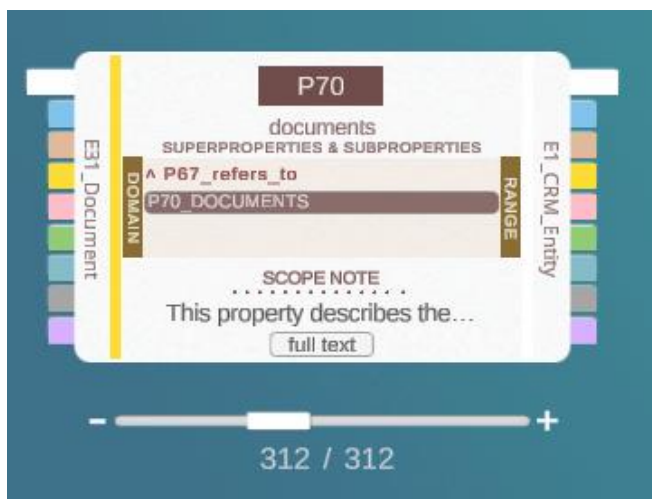 P70
documents
SUPERPROPERTIES & SUBPROPERTIES
^ P67_refers_to
P70_DOCUMENTS
E31_Document
DOMAIN
RANGE
E1_CRM_Entity
SCOPE NOTE
This property describes the...
full text
- +
312 / 312